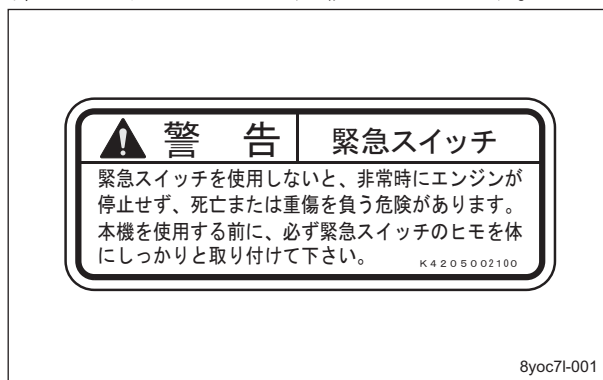 警 告 緊急スイッチ
緊急スイッチを使用しないと、非常時にエンジンが
停止せず、死亡または重傷を負う危険があります。
本機を使用する前に、必ず緊急スイッチのヒモを体
にしっかりと取り付けて下さい。 K4205002100
8yoc7l-001